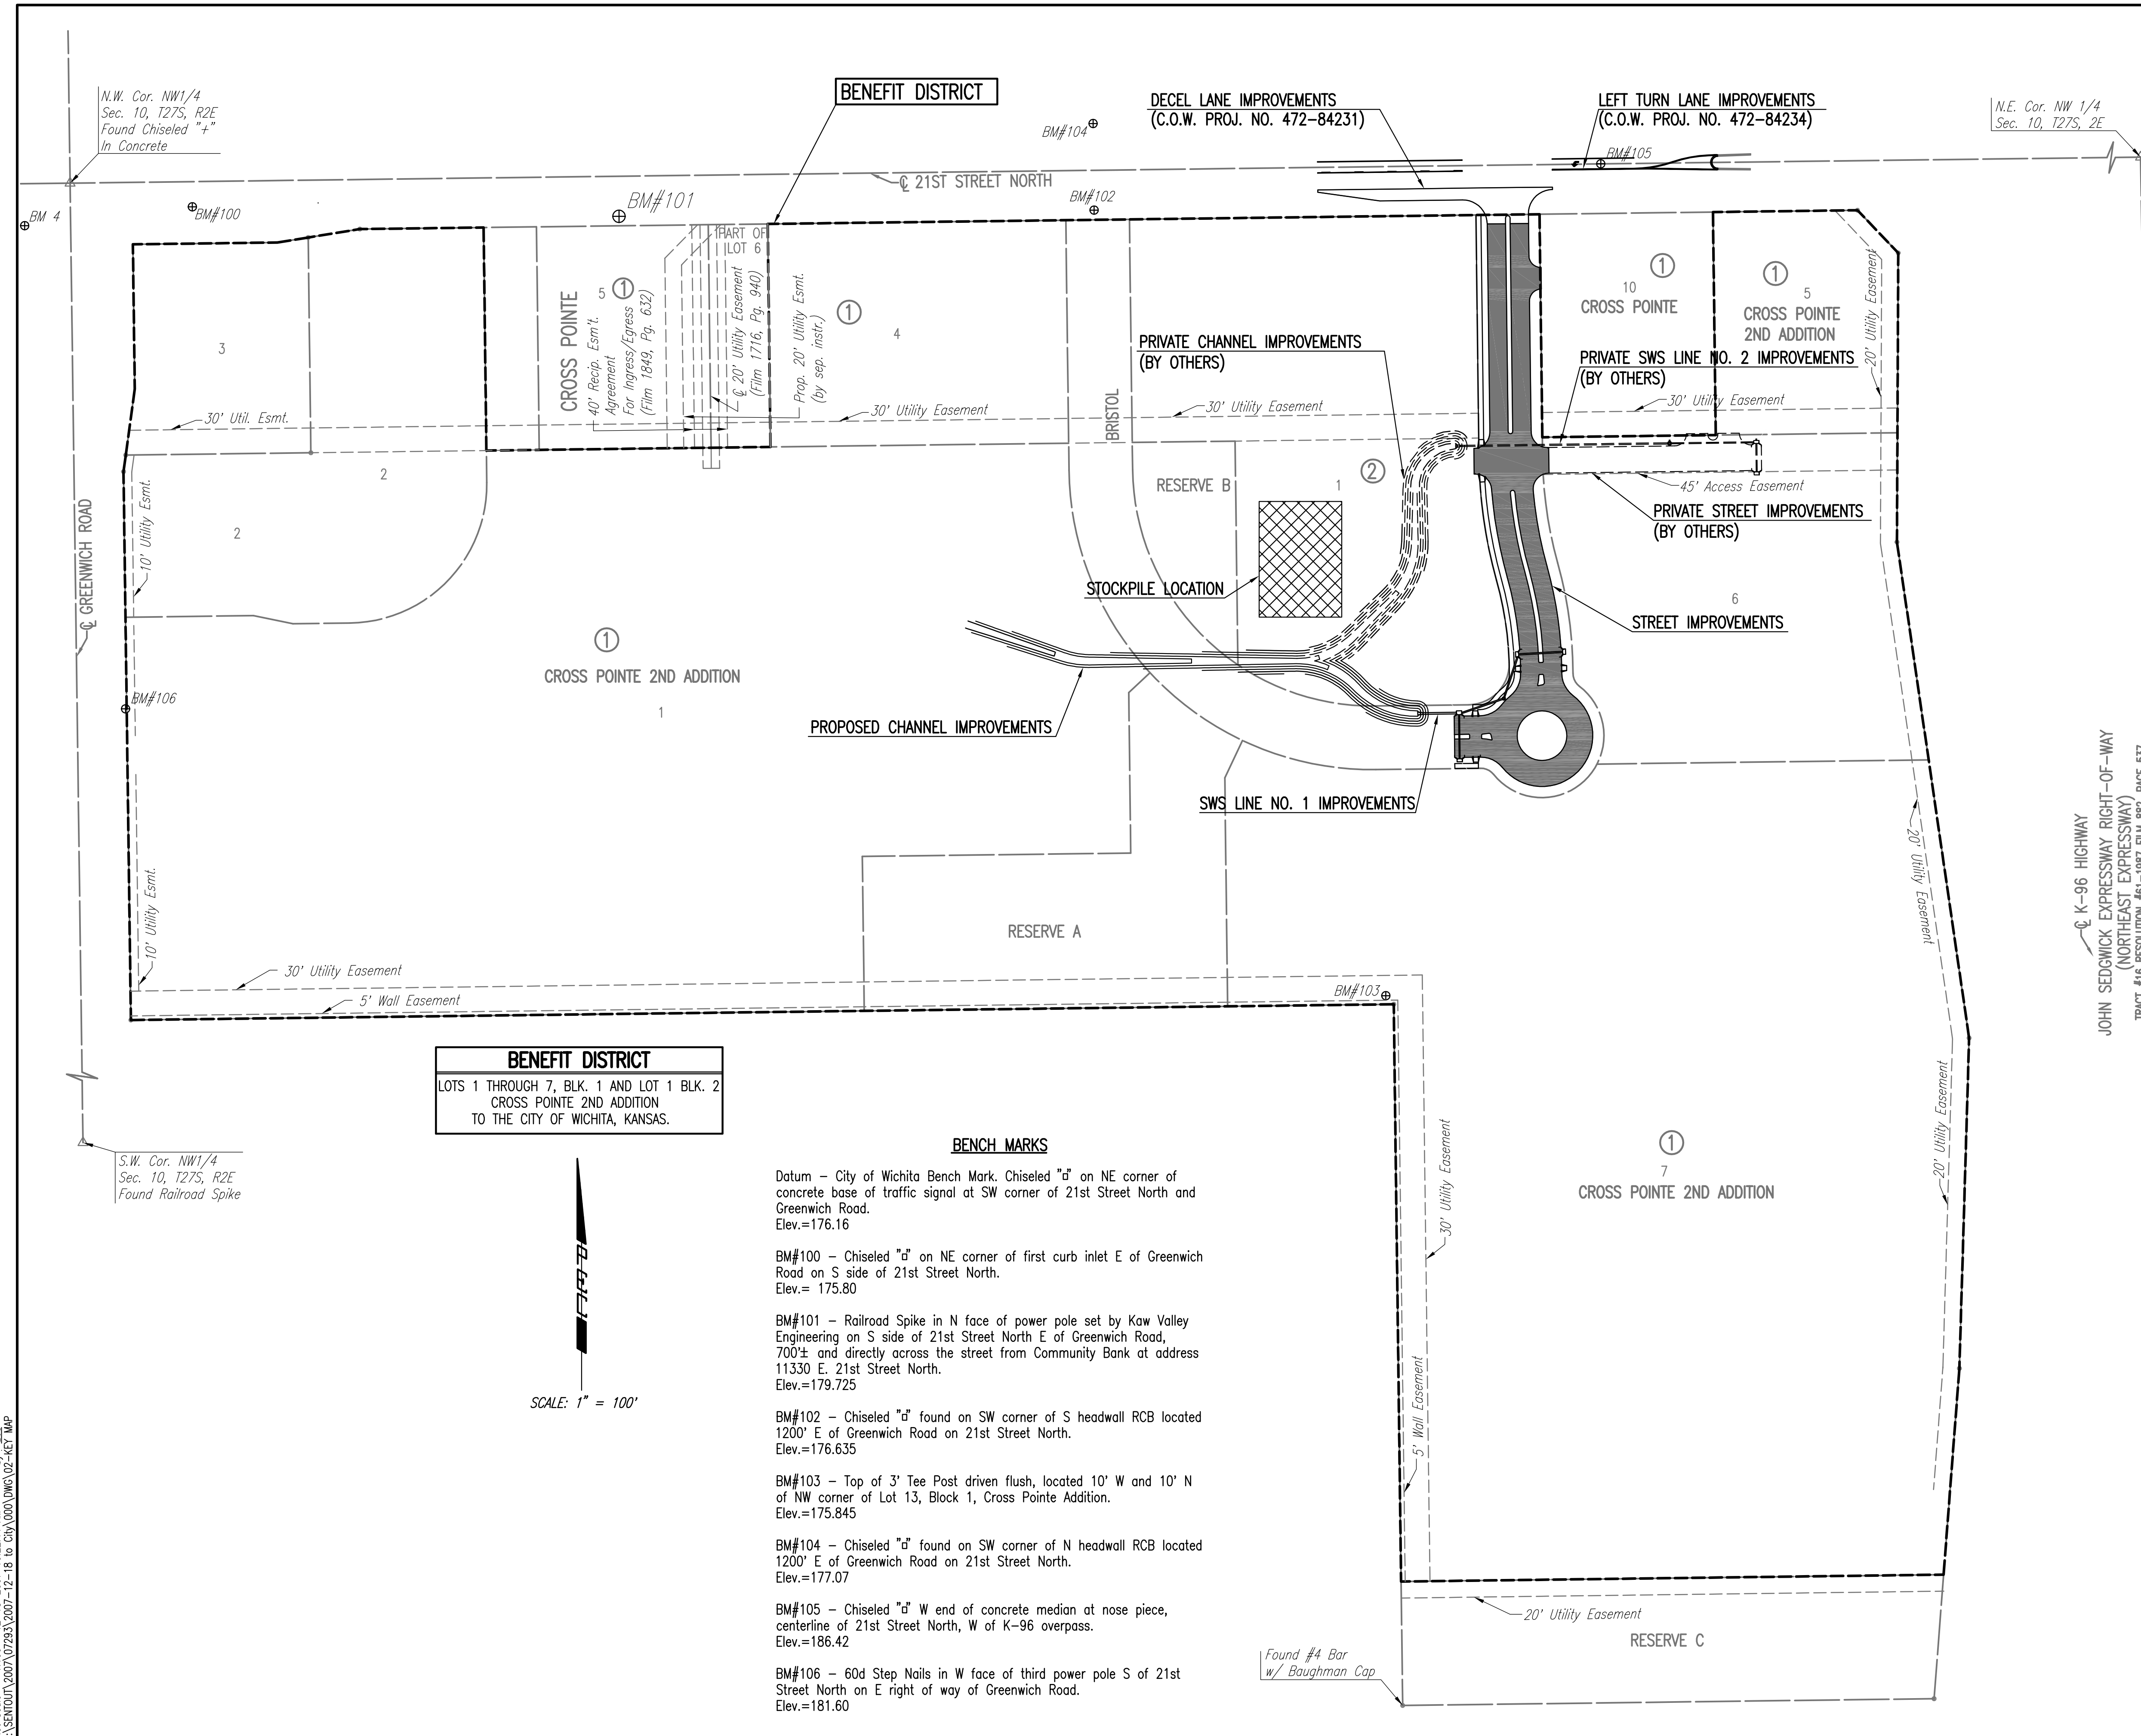 N.W. Cor. NW1/4
Sec. 10, T27S, R2E
Found Chiseled "+"
In Concrete
BENEFIT DISTRICT
BM#104
DECEL LANE IMPROVEMENTS
(C.O.W. PROJ. NO. 472-84231)
LEFT TURN LANE IMPROVEMENTS
(C.O.W. PROJ. NO. 472-84234)
BM#105
N.E. Cor. NW 1/4
Sec. 10, T27S, 2E
℄ 21ST STREET NORTH
BM 4
BM#100
BM#101
BM#102
PART OF
LOT 6
3
CROSS POINTE
5
1
40' Recip. Esm't.
Agreement
For Ingress/Egress
(Film 1849, Pg. 632)
℄ 20' Utility Easement
(Film 1716, Pg. 940)
Prop. 20' Utility Esmt.
(by sep. instr.)
1
4
1
10
CROSS POINTE
1
5
CROSS POINTE
2ND ADDITION
20' Utility Easement
PRIVATE CHANNEL IMPROVEMENTS
(BY OTHERS)
PRIVATE SWS LINE NO. 2 IMPROVEMENTS
(BY OTHERS)
30' Util. Esmt.
30' Utility Easement
30' Utility Easement
30' Utility Easement
BRISTOL
2
2
10' Utility Esmt.
℄ GREENWICH ROAD
RESERVE B
1
2
45' Access Easement
PRIVATE STREET IMPROVEMENTS
(BY OTHERS)
STOCKPILE LOCATION
6
STREET IMPROVEMENTS
1
CROSS POINTE 2ND ADDITION
1
BM#106
PROPOSED CHANNEL IMPROVEMENTS
SWS LINE NO. 1 IMPROVEMENTS
20' Utility Easement
℄ K-96 HIGHWAY
JOHN SEDGWICK EXPRESSWAY RIGHT-OF-WAY
(NORTHEAST EXPRESSWAY)
10' Utility Esmt.
RESERVE A
30' Utility Easement
5' Wall Easement
BM#103
BENEFIT DISTRICT
LOTS 1 THROUGH 7, BLK. 1 AND LOT 1 BLK. 2
CROSS POINTE 2ND ADDITION
TO THE CITY OF WICHITA, KANSAS.
S.W. Cor. NW1/4
Sec. 10, T27S, R2E
Found Railroad Spike
SCALE: 1" = 100'
BENCH MARKS
Datum - City of Wichita Bench Mark. Chiseled "□" on NE corner of
concrete base of traffic signal at SW corner of 21st Street North and
Greenwich Road.
Elev.=176.16
BM#100 - Chiseled "□" on NE corner of first curb inlet E of Greenwich
Road on S side of 21st Street North.
Elev.= 175.80
BM#101 - Railroad Spike in N face of power pole set by Kaw Valley
Engineering on S side of 21st Street North E of Greenwich Road,
700'± and directly across the street from Community Bank at address
11330 E. 21st Street North.
Elev.=179.725
BM#102 - Chiseled "□" found on SW corner of S headwall RCB located
1200' E of Greenwich Road on 21st Street North.
Elev.=176.635
BM#103 - Top of 3' Tee Post driven flush, located 10' W and 10' N
of NW corner of Lot 13, Block 1, Cross Pointe Addition.
Elev.=175.845
BM#104 - Chiseled "□" found on SW corner of N headwall RCB located
1200' E of Greenwich Road on 21st Street North.
Elev.=177.07
BM#105 - Chiseled "□" W end of concrete median at nose piece,
centerline of 21st Street North, W of K-96 overpass.
Elev.=186.42
BM#106 - 60d Step Nails in W face of third power pole S of 21st
Street North on E right of way of Greenwich Road.
Elev.=181.60
30' Utility Easement
5' Wall Easement
20' Utility Easement
1
7
CROSS POINTE 2ND ADDITION
20' Utility Easement
RESERVE C
Found #4 Bar
w/ Baughman Cap
:\SENTOUT\2007\07293\2007-12-18 to City\000\DWG\02-KEY MAP